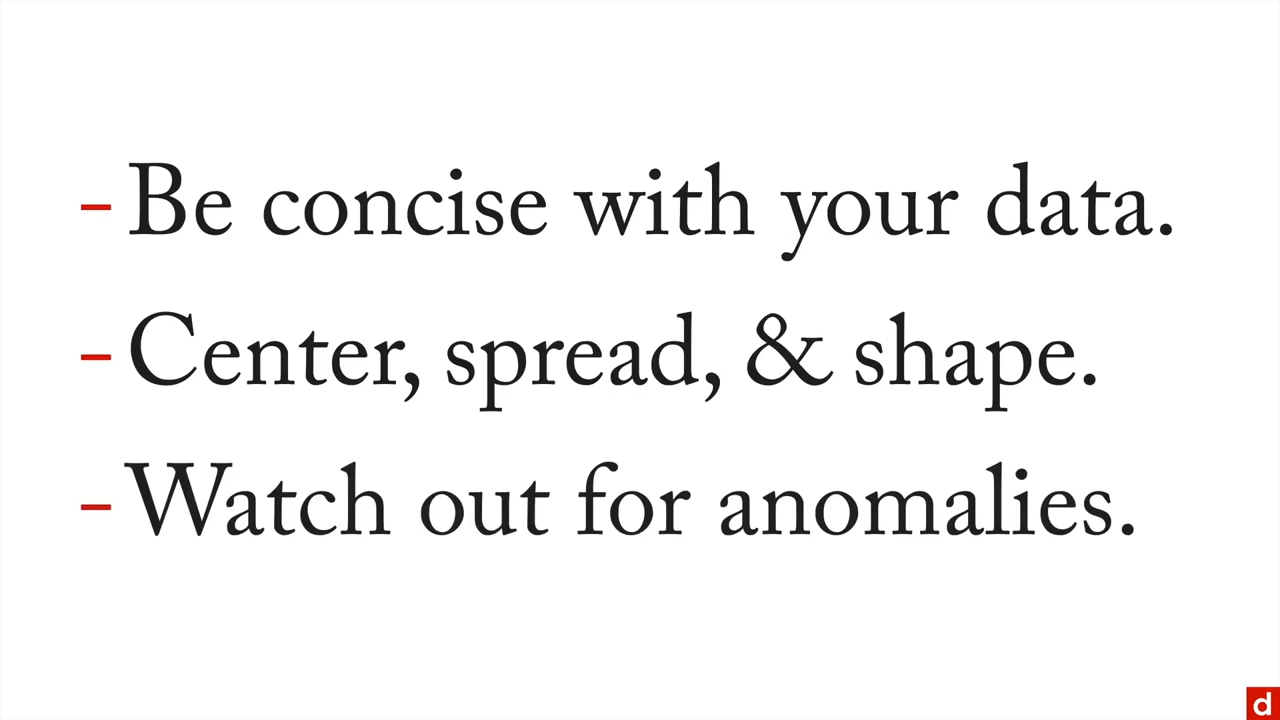 - Be concise with your data.
- Center, spread, & shape.
- Watch out for anomalies.
d